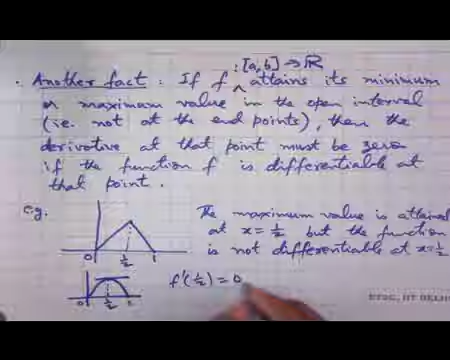 : [a, b] → ℝ
· Another fact : If f ^ attains its minimum
or maximum value in the open interval
(i.e. not at the end points), then the
derivative at that point must be zero
if the function f is differentiable at
that point.
e.g.
The maximum value is attained
at x = 1/2 but the function
is not differentiable at x = 1/2
0 1/2 1
f'(1/2) = 0
0 1/2 1
ETSC, IIT DELHI